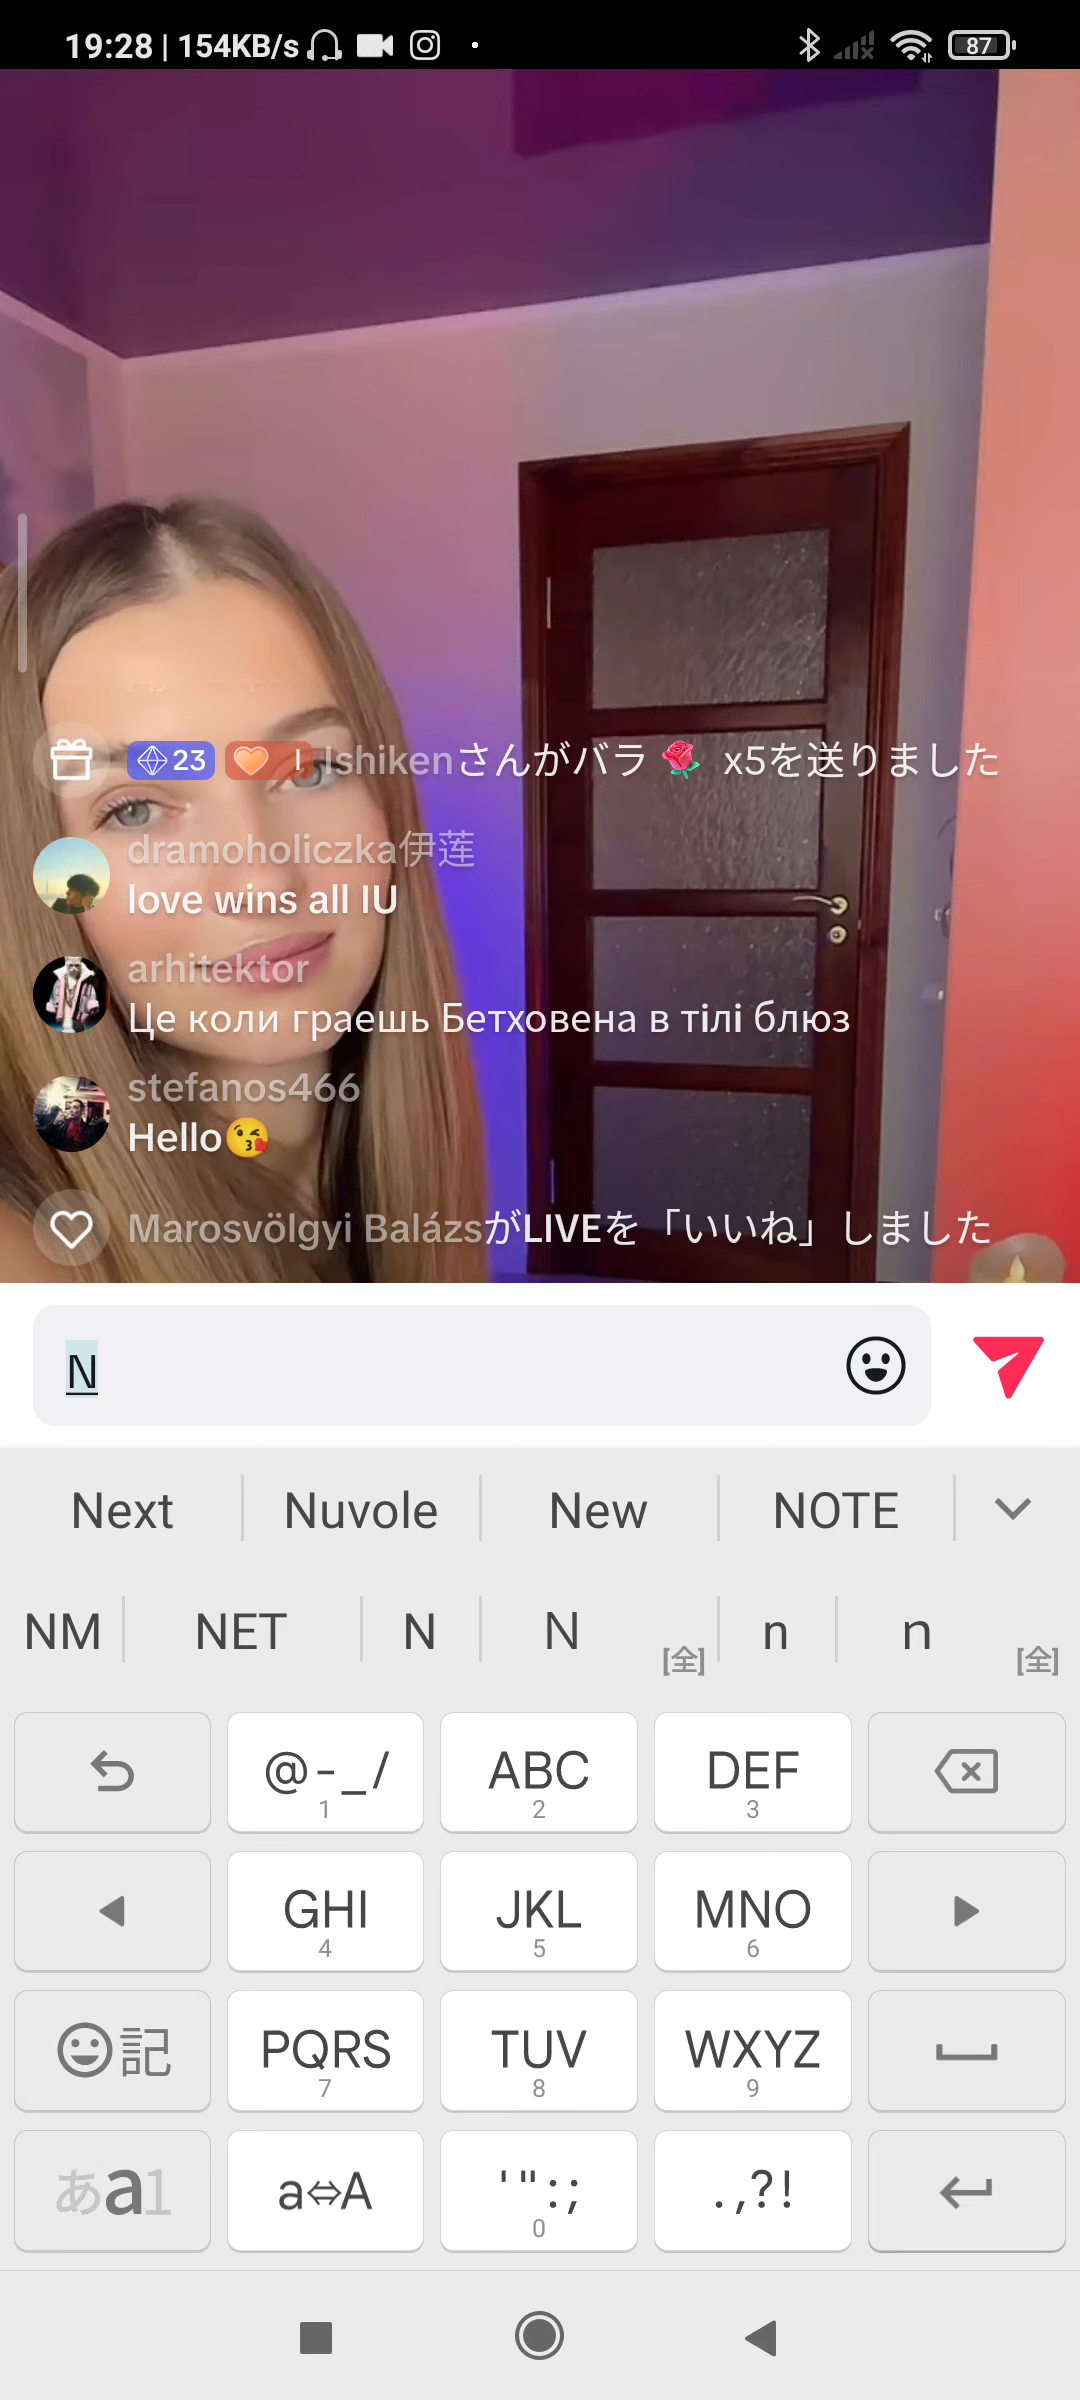 19:28 | 154KB/s
87
23 I Ishikenさんがバラ🌹 x5を送りました
dramoholiczka伊莲
love wins all IU
arhitektor
Це коли граешь Бетховена в тілі блюз
stefanos466
Hello😘
Marosvölgyi BalázsがLIVEを「いいね」しました
N
Next Nuvole New NOTE
NM NET N N [全] n n [全]
@-_/ 1 ABC 2 DEF 3
GHI 4 JKL 5 MNO 6
記 PQRS 7 TUV 8 WXYZ 9
あa1 a⇔A '":; 0 .,?!